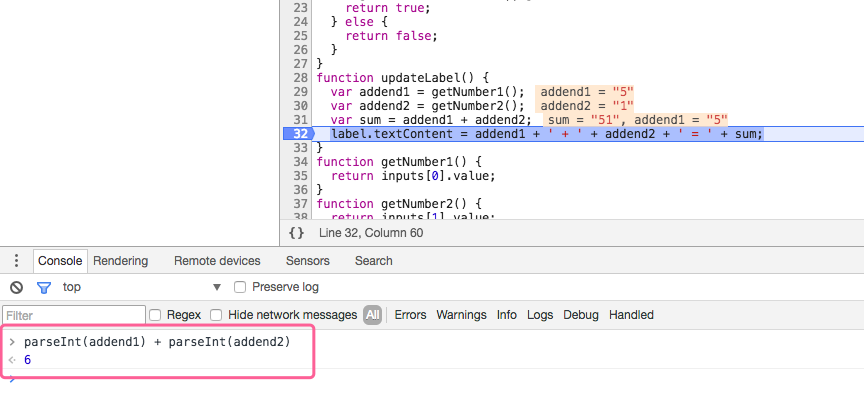 23 return true;
24 } else {
25 return false;
26 }
27 }
28 function updateLabel() {
29 var addend1 = getNumber1(); addend1 = "5"
30 var addend2 = getNumber2(); addend2 = "1"
31 var sum = addend1 + addend2; sum = "51", addend1 = "5"
32 label.textContent = addend1 + ' + ' + addend2 + ' = ' + sum;
33 }
34 function getNumber1() {
35 return inputs[0].value;
36 }
37 function getNumber2() {
38 return inputs[1].value;
{} Line 32, Column 60
Console Rendering Remote devices Sensors Search
top Preserve log
Filter Regex Hide network messages All Errors Warnings Info Logs Debug Handled
> parseInt(addend1) + parseInt(addend2)
< 6
>